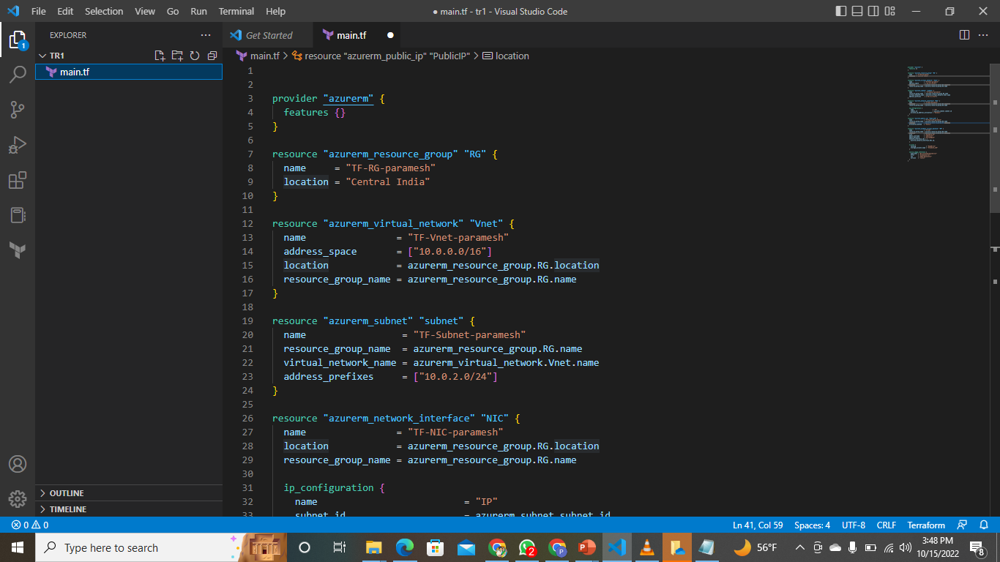 File Edit Selection View Go Run Terminal Help
● main.tf - tr1 - Visual Studio Code
EXPLORER
TR1
main.tf
OUTLINE
TIMELINE
1
Get Started
main.tf
main.tf > resource "azurerm_public_ip" "PublicIP" > location
1
2
3 provider "azurerm" {
4   features {}
5 }
6
7 resource "azurerm_resource_group" "RG" {
8   name     = "TF-RG-paramesh"
9   location = "Central India"
10 }
11
12 resource "azurerm_virtual_network" "Vnet" {
13   name                = "TF-Vnet-paramesh"
14   address_space       = ["10.0.0.0/16"]
15   location            = azurerm_resource_group.RG.location
16   resource_group_name = azurerm_resource_group.RG.name
17 }
18
19 resource "azurerm_subnet" "subnet" {
20   name                 = "TF-Subnet-paramesh"
21   resource_group_name  = azurerm_resource_group.RG.name
22   virtual_network_name = azurerm_virtual_network.Vnet.name
23   address_prefixes     = ["10.0.2.0/24"]
24 }
25
26 resource "azurerm_network_interface" "NIC" {
27   name                = "TF-NIC-paramesh"
28   location            = azurerm_resource_group.RG.location
29   resource_group_name = azurerm_resource_group.RG.name
30
31   ip_configuration {
32     name                          = "IP"
33     subnet_id                     = azurerm_subnet.subnet.id
0 0
Ln 41, Col 59 Spaces: 4 UTF-8 CRLF Terraform
Type here to search
2
P
56°F
3:48 PM
10/15/2022
8